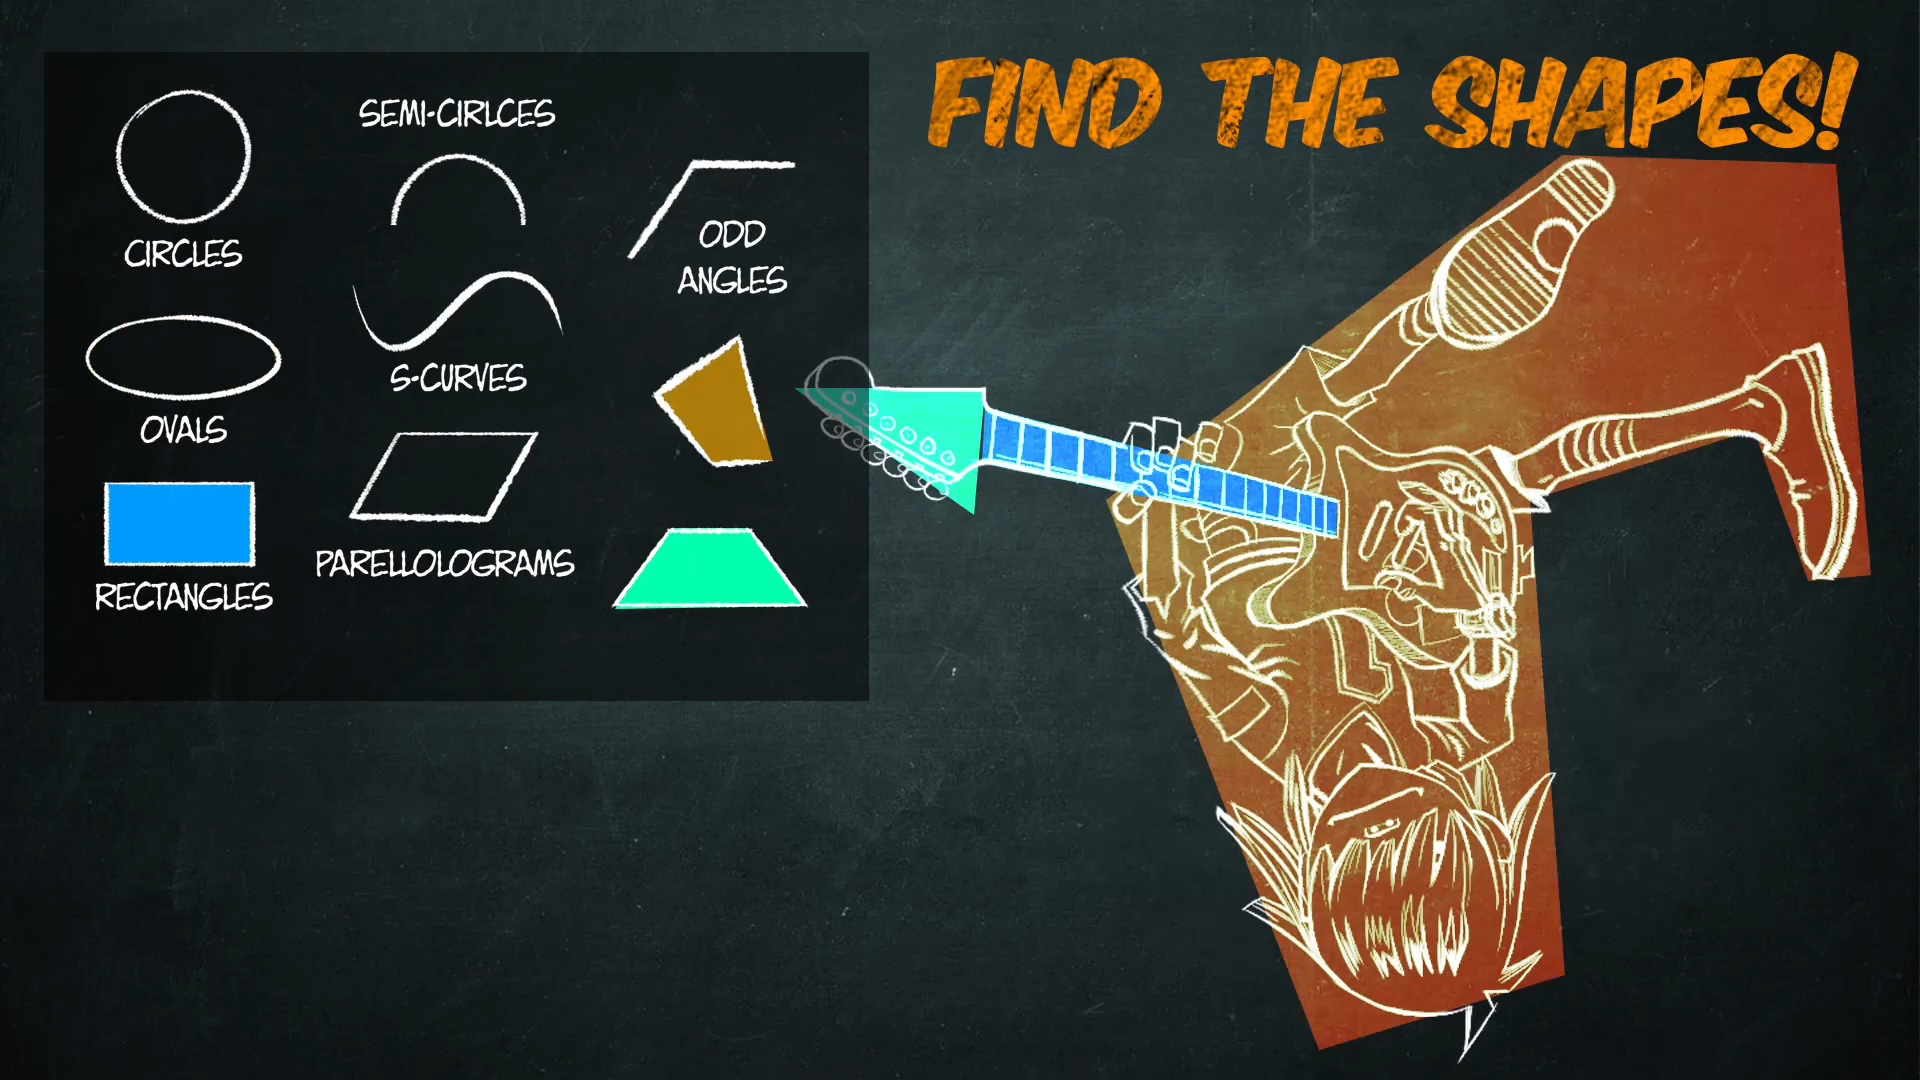 FIND THE SHAPES!
CIRCLES
SEMI-CIRLCES
ODD
ANGLES
OVALS
S-CURVES
RECTANGLES
PARELLOLOGRAMS